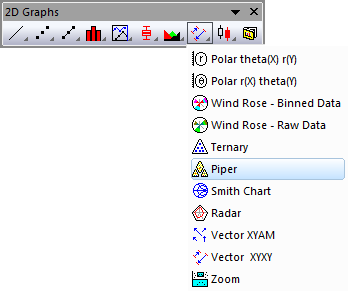 2D Graphs
Polar theta(X) r(Y)
Polar r(X) theta(Y)
Wind Rose - Binned Data
Wind Rose - Raw Data
Ternary
Piper
Smith Chart
Radar
Vector XYAM
Vector XYXY
Zoom